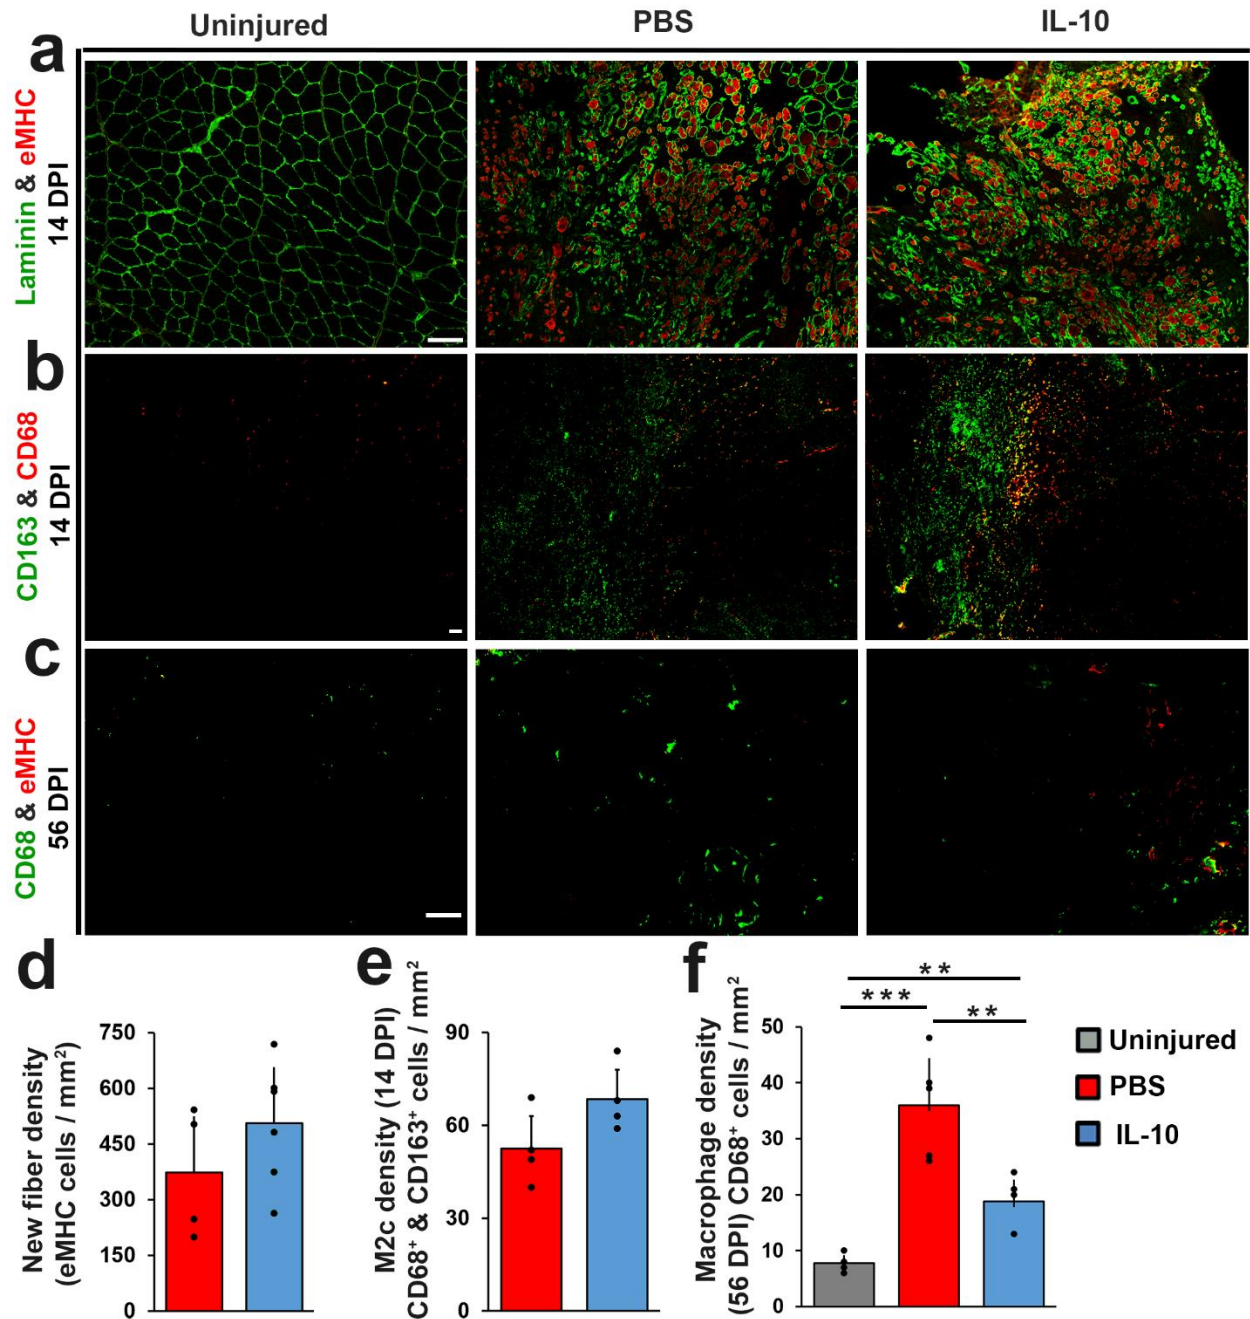 Uninjured PBS IL-10
a
Laminin & eMHC
14 DPI
b
CD163 & CD68
14 DPI
c
CD68 & eMHC
56 DPI
d
New fiber density
(eMHC cells / mm²)
750
600
450
300
150
0
e
M2c density (14 DPI)
CD68⁺ & CD163⁺ cells / mm²
90
60
30
0
f
Macrophage density
(56 DPI) CD68⁺ cells / mm²
50
40
30
20
10
0
**
*** **
Uninjured
PBS
IL-10